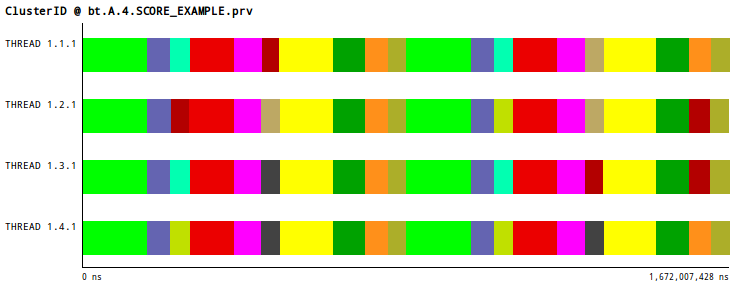 ClusterID @ bt.A.4.SCORE_EXAMPLE.prv
THREAD 1.1.1
THREAD 1.2.1
THREAD 1.3.1
THREAD 1.4.1
0 ns
1,672,007,428 ns